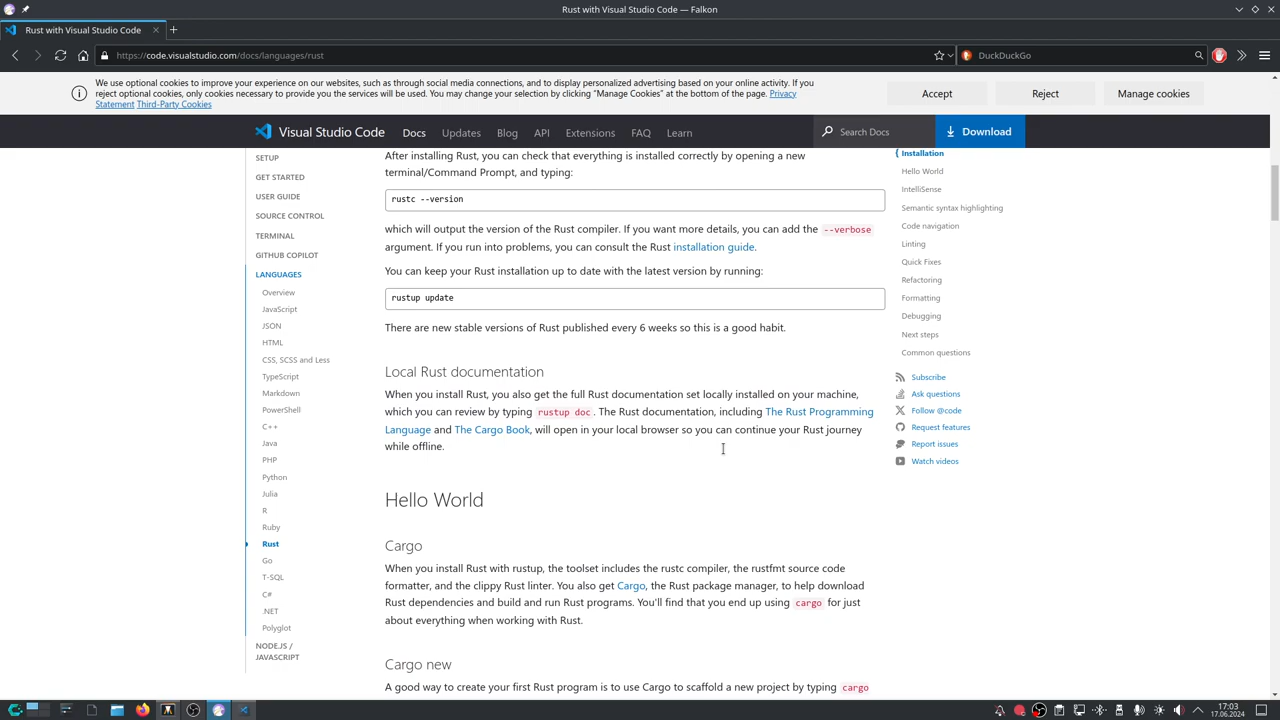 Rust with Visual Studio Code — Falkon
Rust with Visual Studio Code
https://code.visualstudio.com/docs/languages/rust
DuckDuckGo
We use optional cookies to improve your experience on our websites, such as through social media connections, and to display personalized advertising based on your online activity. If you
reject optional cookies, only cookies necessary to provide you the services will be used. You may change your selection by clicking “Manage Cookies” at the bottom of the page. Privacy
Statement Third-Party Cookies
Accept
Reject
Manage cookies
Visual Studio Code
Docs
Updates
Blog
API
Extensions
FAQ
Learn
Search Docs
Download
SETUP
GET STARTED
USER GUIDE
SOURCE CONTROL
TERMINAL
GITHUB COPILOT
LANGUAGES
Overview
JavaScript
JSON
HTML
CSS, SCSS and Less
TypeScript
Markdown
PowerShell
C++
Java
PHP
Python
Julia
R
Ruby
Rust
Go
T-SQL
C#
.NET
Polyglot
NODE.JS /
JAVASCRIPT
After installing Rust, you can check that everything is installed correctly by opening a new
terminal/Command Prompt, and typing:
rustc --version
which will output the version of the Rust compiler. If you want more details, you can add the --verbose
argument. If you run into problems, you can consult the Rust installation guide.
You can keep your Rust installation up to date with the latest version by running:
rustup update
There are new stable versions of Rust published every 6 weeks so this is a good habit.
Local Rust documentation
When you install Rust, you also get the full Rust documentation set locally installed on your machine,
which you can review by typing rustup doc. The Rust documentation, including The Rust Programming
Language and The Cargo Book, will open in your local browser so you can continue your Rust journey
while offline.
Hello World
Cargo
When you install Rust with rustup, the toolset includes the rustc compiler, the rustfmt source code
formatter, and the clippy Rust linter. You also get Cargo, the Rust package manager, to help download
Rust dependencies and build and run Rust programs. You'll find that you end up using cargo for just
about everything when working with Rust.
Cargo new
A good way to create your first Rust program is to use Cargo to scaffold a new project by typing cargo
Installation
Hello World
IntelliSense
Semantic syntax highlighting
Code navigation
Linting
Quick Fixes
Refactoring
Formatting
Debugging
Next steps
Common questions
Subscribe
Ask questions
Follow @code
Request features
Report issues
Watch videos
17:03
17.06.2024